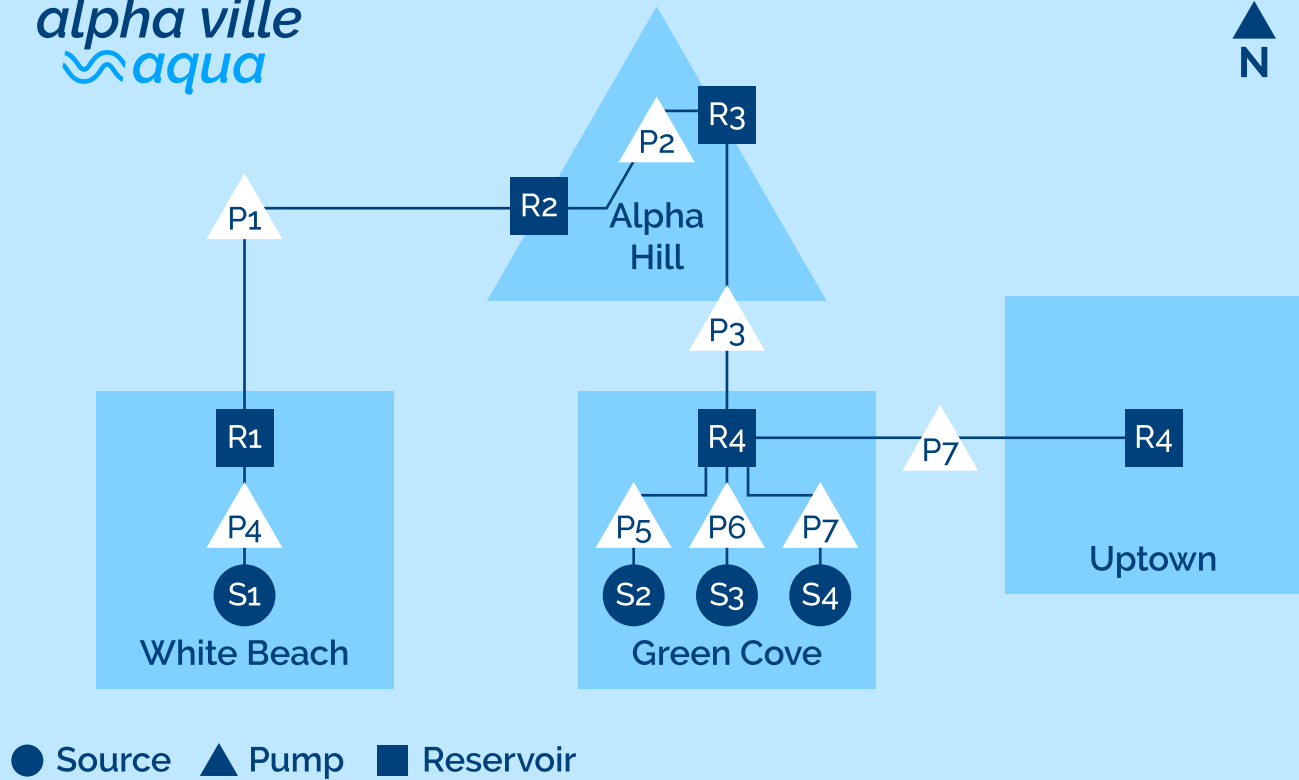 alpha ville
aqua
N
R3
P2
P1
R2
Alpha
Hill
P3
R1
R4
P7
R4
P4
P5
P6
P7
Uptown
S1
S2
S3
S4
White Beach
Green Cove
Source
Pump
Reservoir